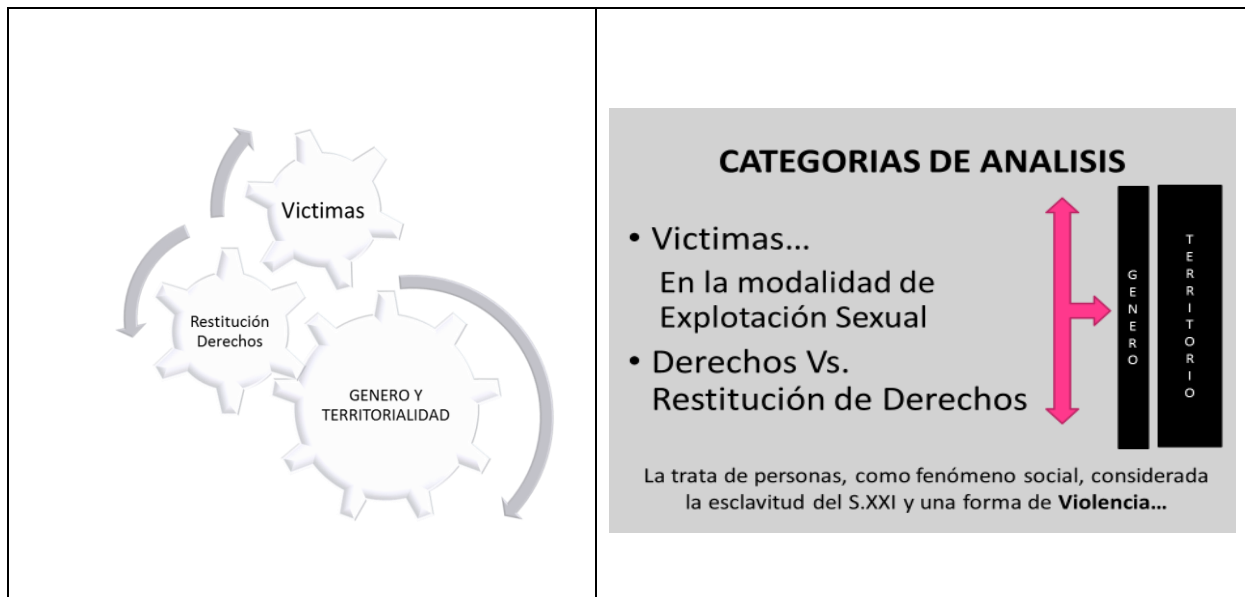 Victimas
Restitución
Derechos
GENERO Y
TERRITORIALIDAD
CATEGORIAS DE ANALISIS
• Victimas...
En la modalidad de
Explotación Sexual
• Derechos Vs.
Restitución de Derechos
GENERO
TERRITORIO
La trata de personas, como fenómeno social, considerada
la esclavitud del S.XXI y una forma de Violencia...